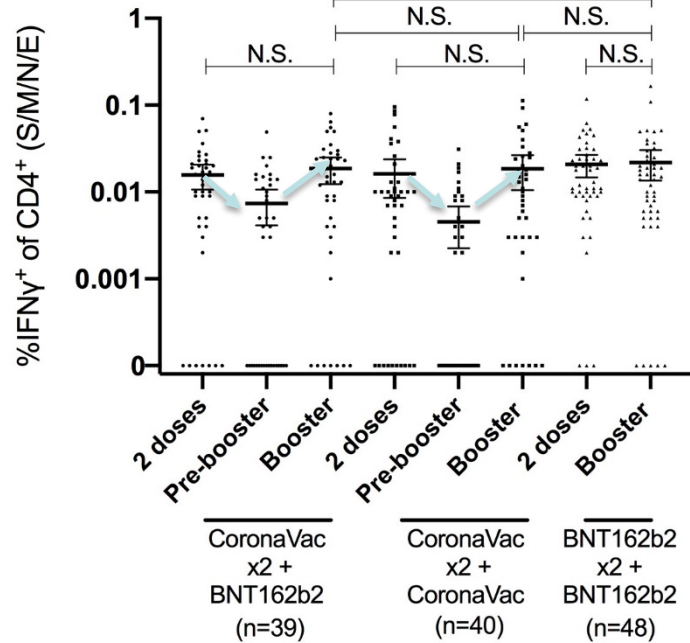 %IFNγ⁺ of CD4⁺ (S/M/N/E)
1
0.1
0.01
0.001
0
N.S.
N.S.
N.S.
N.S.
N.S.
2 doses
Pre-booster
Booster
2 doses
Pre-booster
Booster
2 doses
Booster
CoronaVac
x2 +
BNT162b2
(n=39)
CoronaVac
x2 +
CoronaVac
(n=40)
BNT162b2
x2 +
BNT162b2
(n=48)